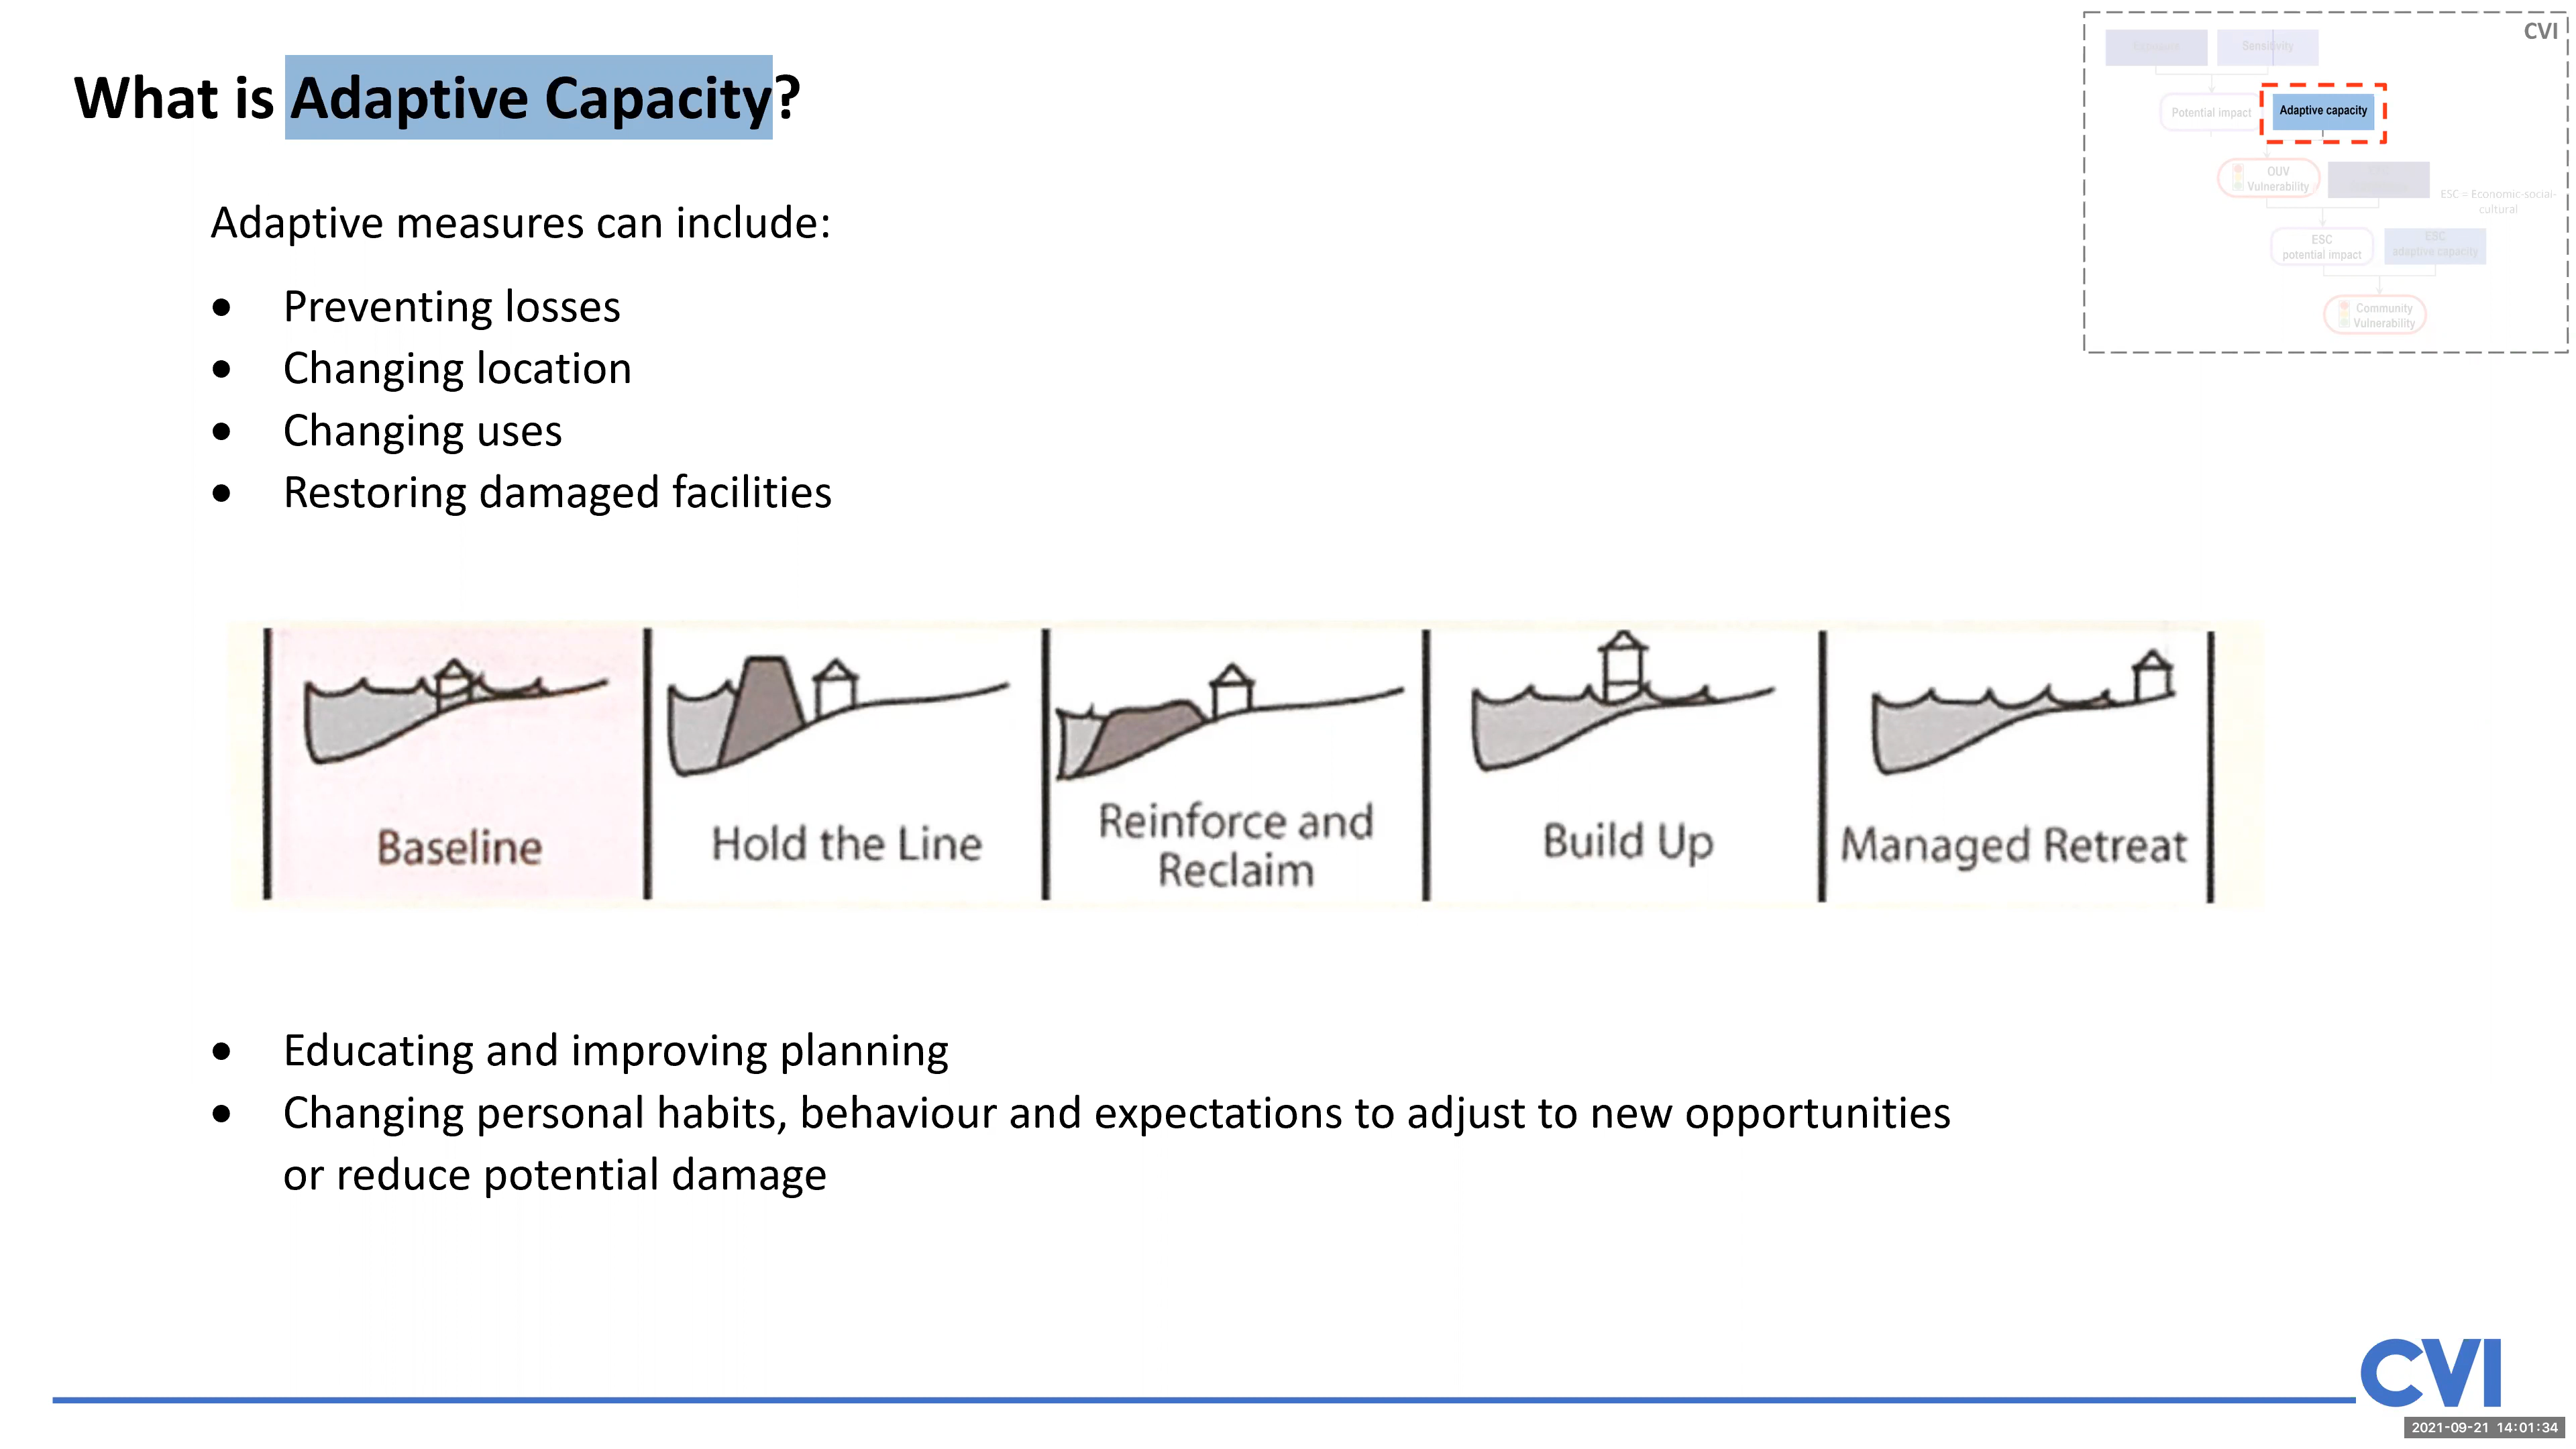 What is Adaptive Capacity?
CVI
Exposure
Sensitivity
Potential impact
Adaptive capacity
OUV
Vulnerability
ESC = Economic-social-
cultural
ESC
potential impact
ESC
adaptive capacity
Community
Vulnerability
Adaptive measures can include:
• Preventing losses
• Changing location
• Changing uses
• Restoring damaged facilities
Baseline
Hold the Line
Reinforce and
Reclaim
Build Up
Managed Retreat
• Educating and improving planning
• Changing personal habits, behaviour and expectations to adjust to new opportunities
or reduce potential damage
CVI
2021-09-21 14:01:34